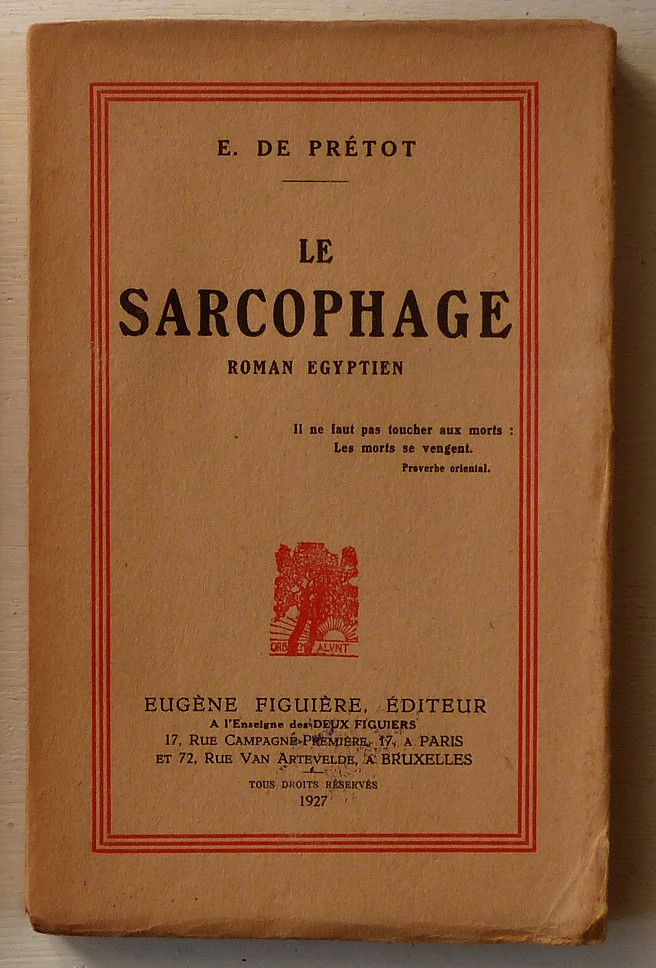 E. DE PRÉTOT
LE
SARCOPHAGE
ROMAN EGYPTIEN
Il ne faut pas toucher aux morts :
Les morts se vengent.
Proverbe oriental.
ALVNT
EUGÈNE FIGUIÈRE, ÉDITEUR
A l'Enseigne des DEUX FIGUIERS
17, RUE CAMPAGNE-PREMIÈRE, 17, A PARIS
ET 72, RUE VAN ARTEVELDE, A BRUXELLES
TOUS DROITS RÉSERVÉS
1927